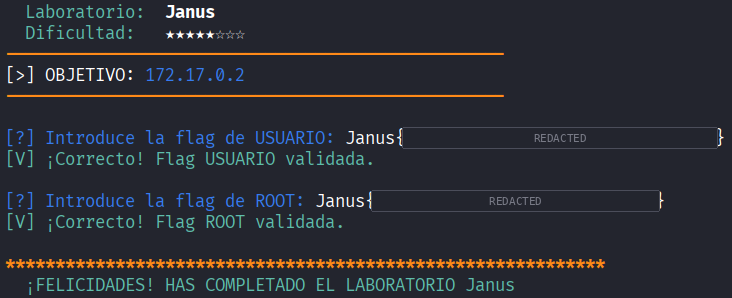 Laboratorio: Janus
Dificultad: ★★★★★☆☆☆
[>] OBJETIVO: 172.17.0.2
[?] Introduce la flag de USUARIO: Janus{REDACTED}
[V] ¡Correcto! Flag USUARIO validada.
[?] Introduce la flag de ROOT: Janus{REDACTED}
[V] ¡Correcto! Flag ROOT validada.
************************************************************
¡FELICIDADES! HAS COMPLETADO EL LABORATORIO Janus